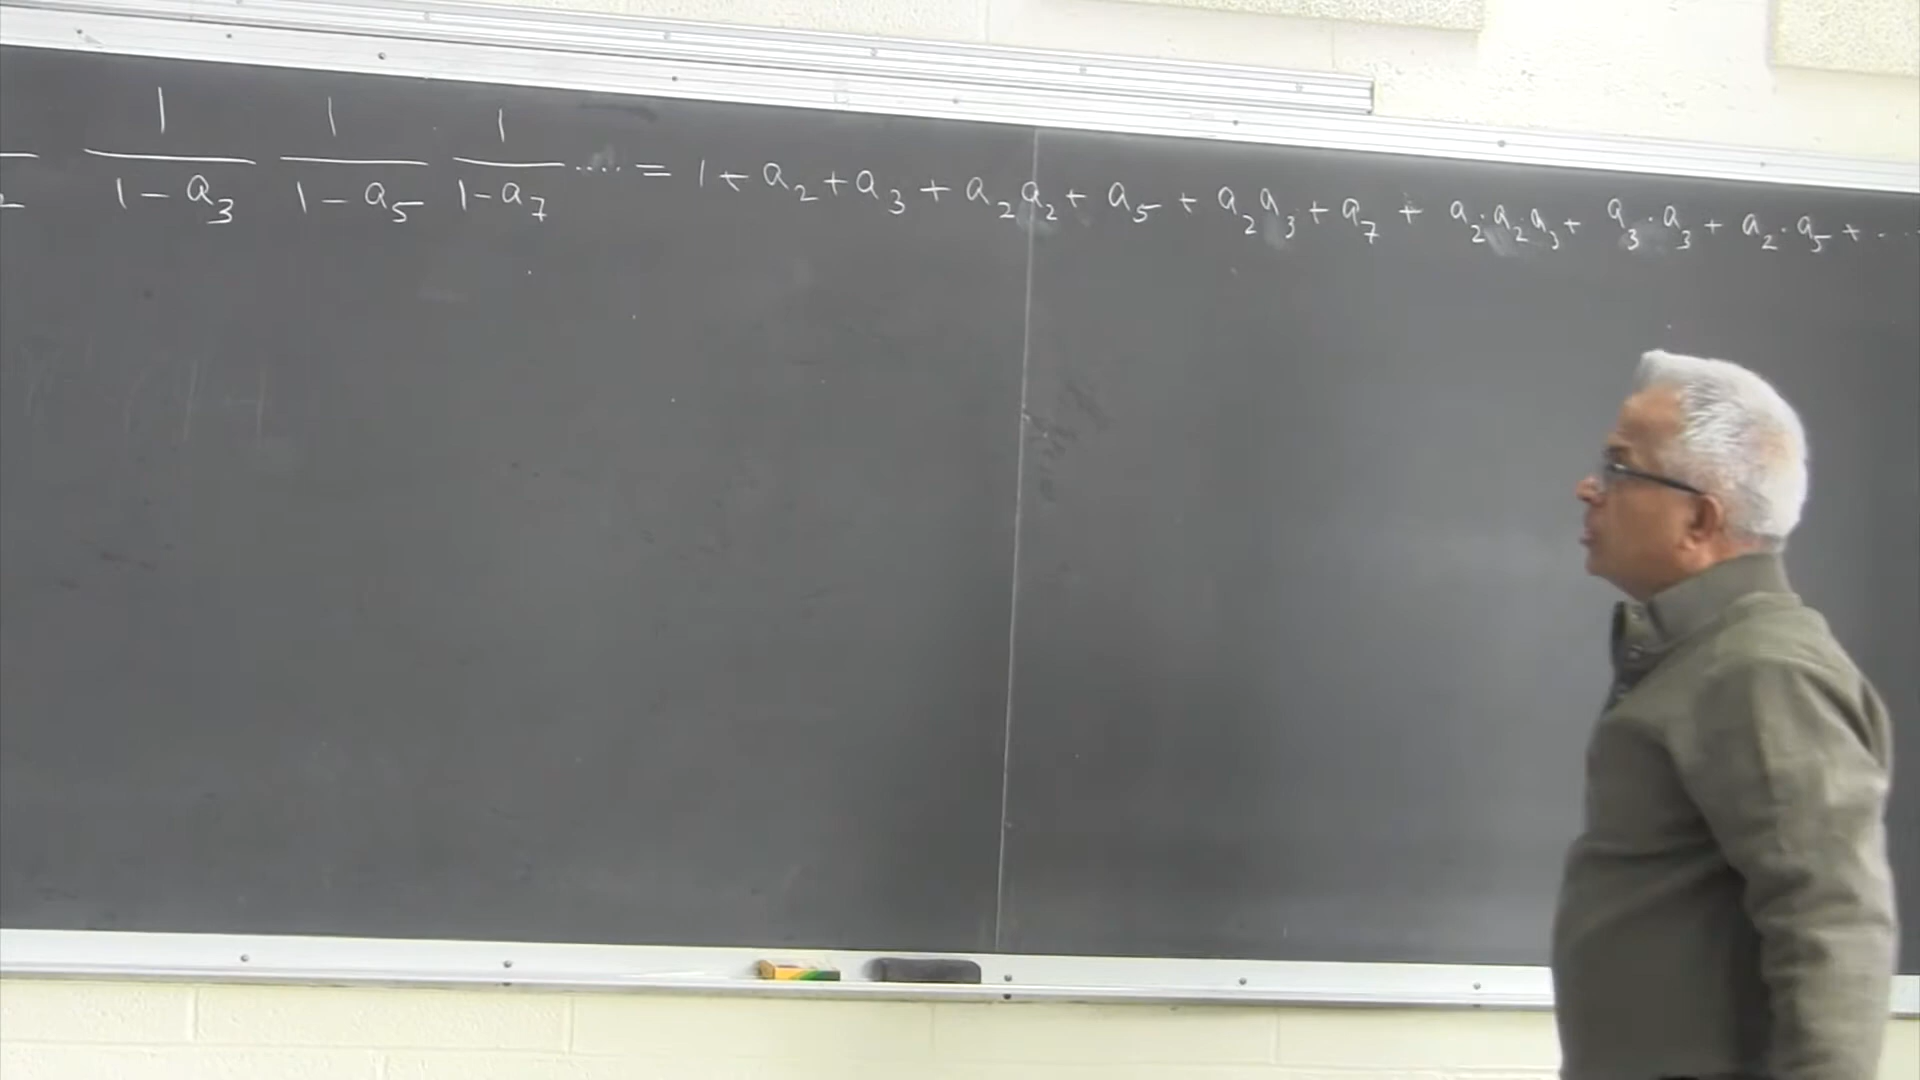 1/(1-a₃) 1/(1-a₅) 1/(1-a₇) ..... = 1 + a₂ + a₃ + a₂a₂ + a₅ + a₂a₃ + a₇ + a₂·a₂a₃ + a₃·a₃ + a₂·a₅ + ...